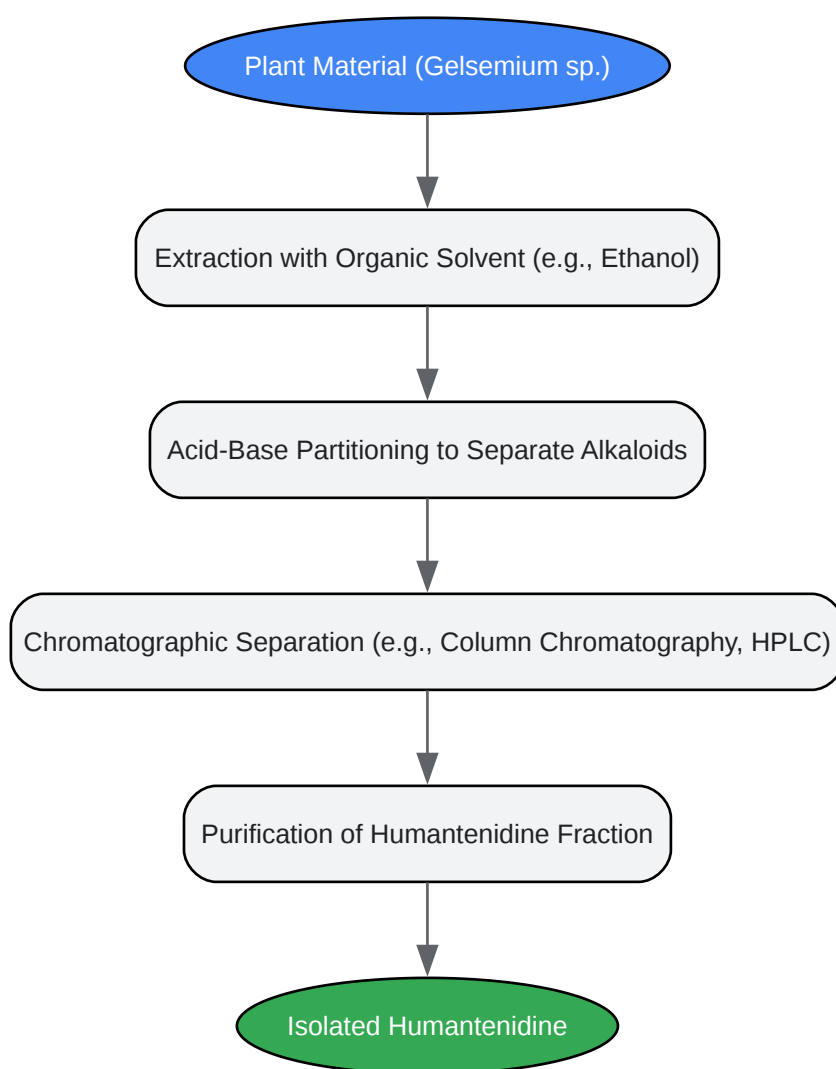 Plant Material (Gelsemium sp.)
Extraction with Organic Solvent (e.g., Ethanol)
Acid-Base Partitioning to Separate Alkaloids
Chromatographic Separation (e.g., Column Chromatography, HPLC)
Purification of Humantenidine Fraction
Isolated Humantenidine